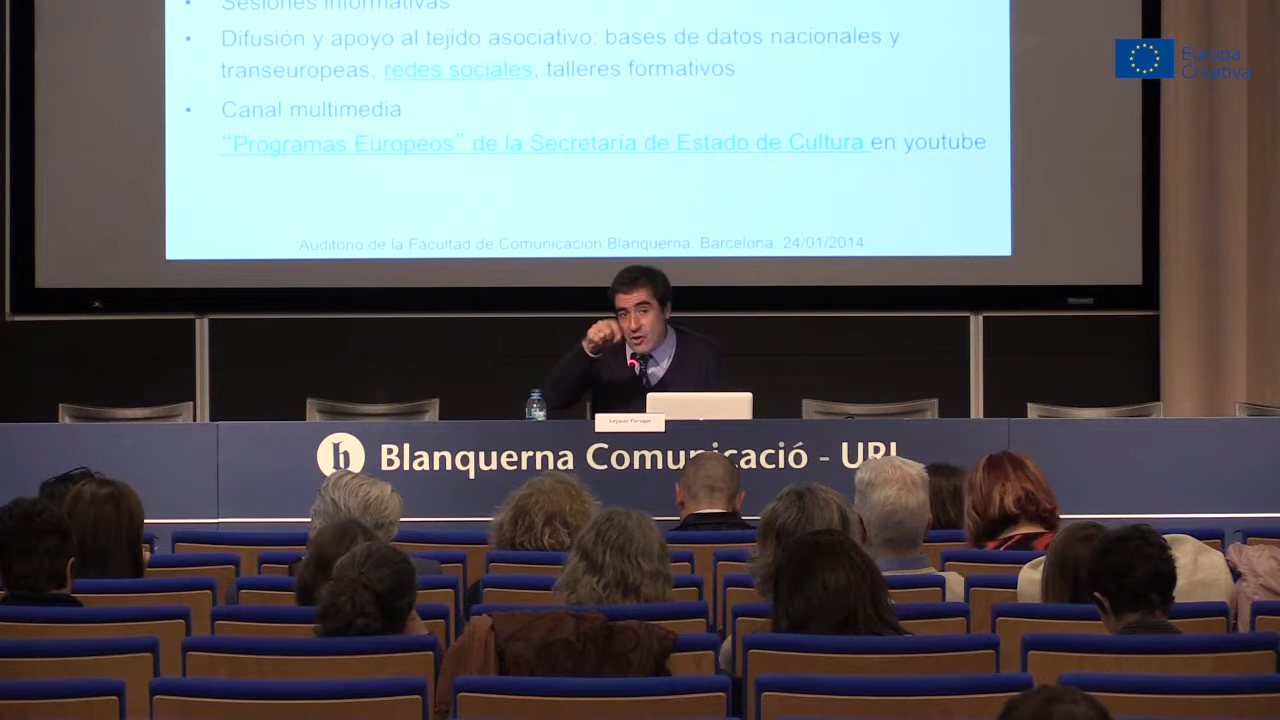 Sesiones informativas
• Difusión y apoyo al tejido asociativo: bases de datos nacionales y
transeuropeas, redes sociales, talleres formativos
• Canal multimedia
“Programas Europeos” de la Secretaría de Estado de Cultura en youtube
Auditorio de la Facultad de Comunicación Blanquerna. Barcelona. 24/01/2014
Europa
Creativa
b Blanquerna Comunicació - URL